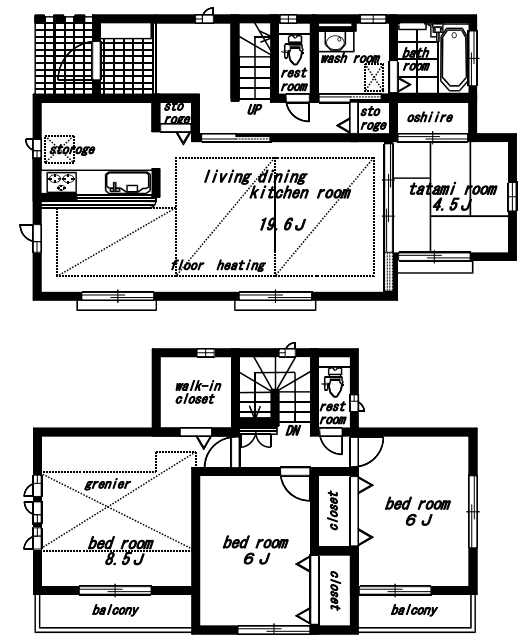 rest
room
wash room
bath
room
UP
sto
roge
sto
roge
oshiire
storoge
living dining
kitchen room
19.6J
tatami room
4.5J
floor heating
walk-in
closet
rest
room
DN
grenier
bed room
8.5J
bed room
6J
closet
closet
bed room
6J
balcony
balcony